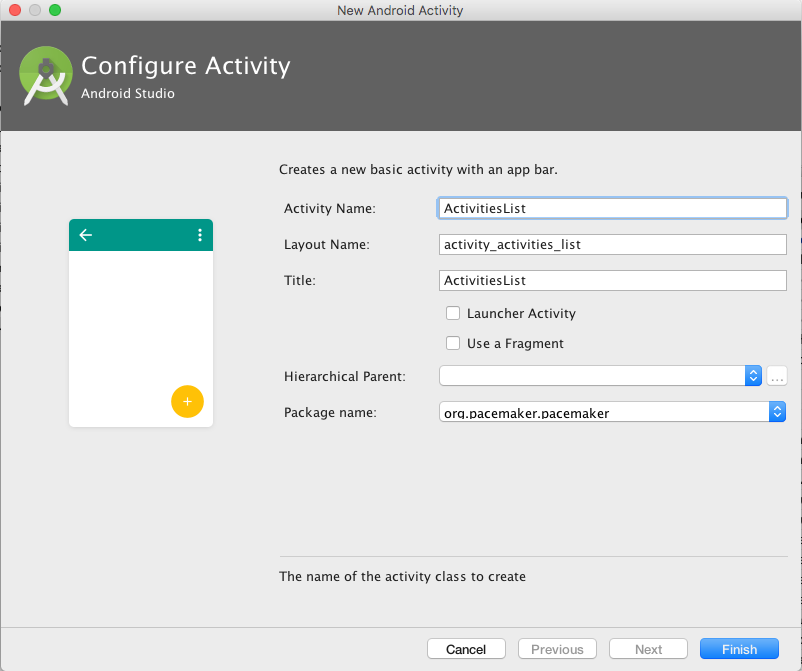 New Android Activity
Configure Activity
Android Studio
Creates a new basic activity with an app bar.
Activity Name: ActivitiesList
Layout Name: activity_activities_list
Title: ActivitiesList
Launcher Activity
Use a Fragment
Hierarchical Parent: ...
Package name: org.pacemaker.pacemaker
The name of the activity class to create
Cancel Previous Next Finish